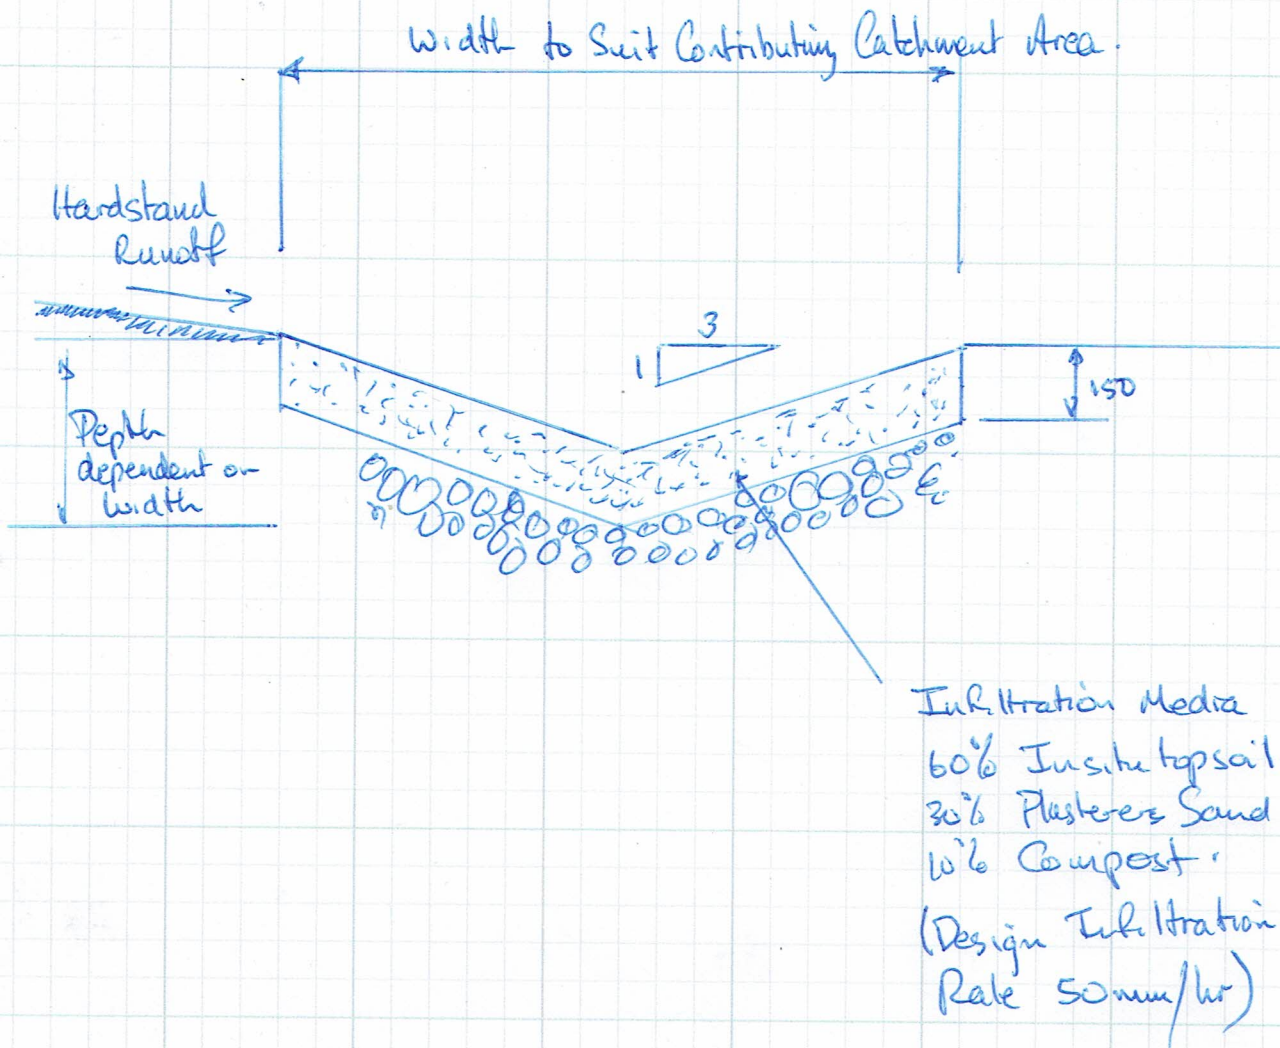 Width to Suit Contributing Catchment Area.
Hardstand
Runoff
3
1
150
Depth
dependent on
width
Infiltration Media
60% Insitu topsoil
30% Plasterers Sand
10% Compost.
(Design Infiltration
Rate 50mm/hr)